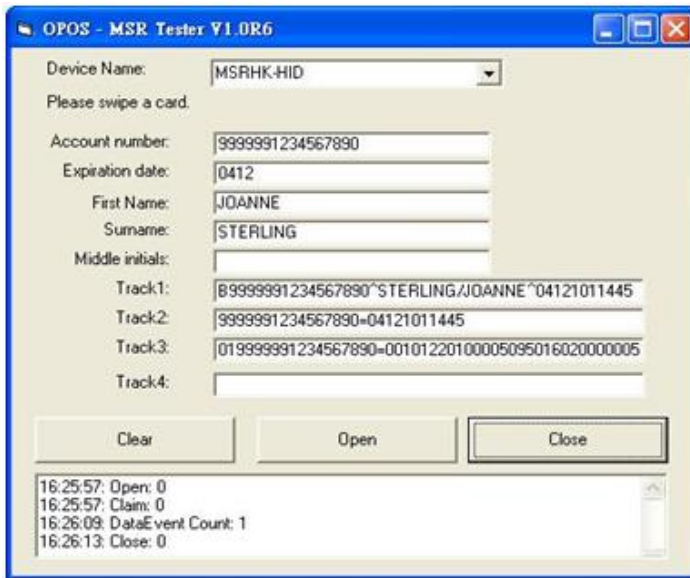 OPOS - MSR Tester V1.0R6
Device Name: MSRHK-HID
Please swipe a card.
Account number: 9999991234567890
Expiration date: 0412
First Name: JOANNE
Surname: STERLING
Middle initials:
Track1: B9999991234567890^STERLING/JOANNE^04121011445
Track2: 9999991234567890=04121011445
Track3: 019999991234567890=00101220100005095016020000005
Track4:
Clear Open Close
16:25:57: Open: 0
16:25:57: Claim: 0
16:26:09: DataEvent Count: 1
16:26:13: Close: 0